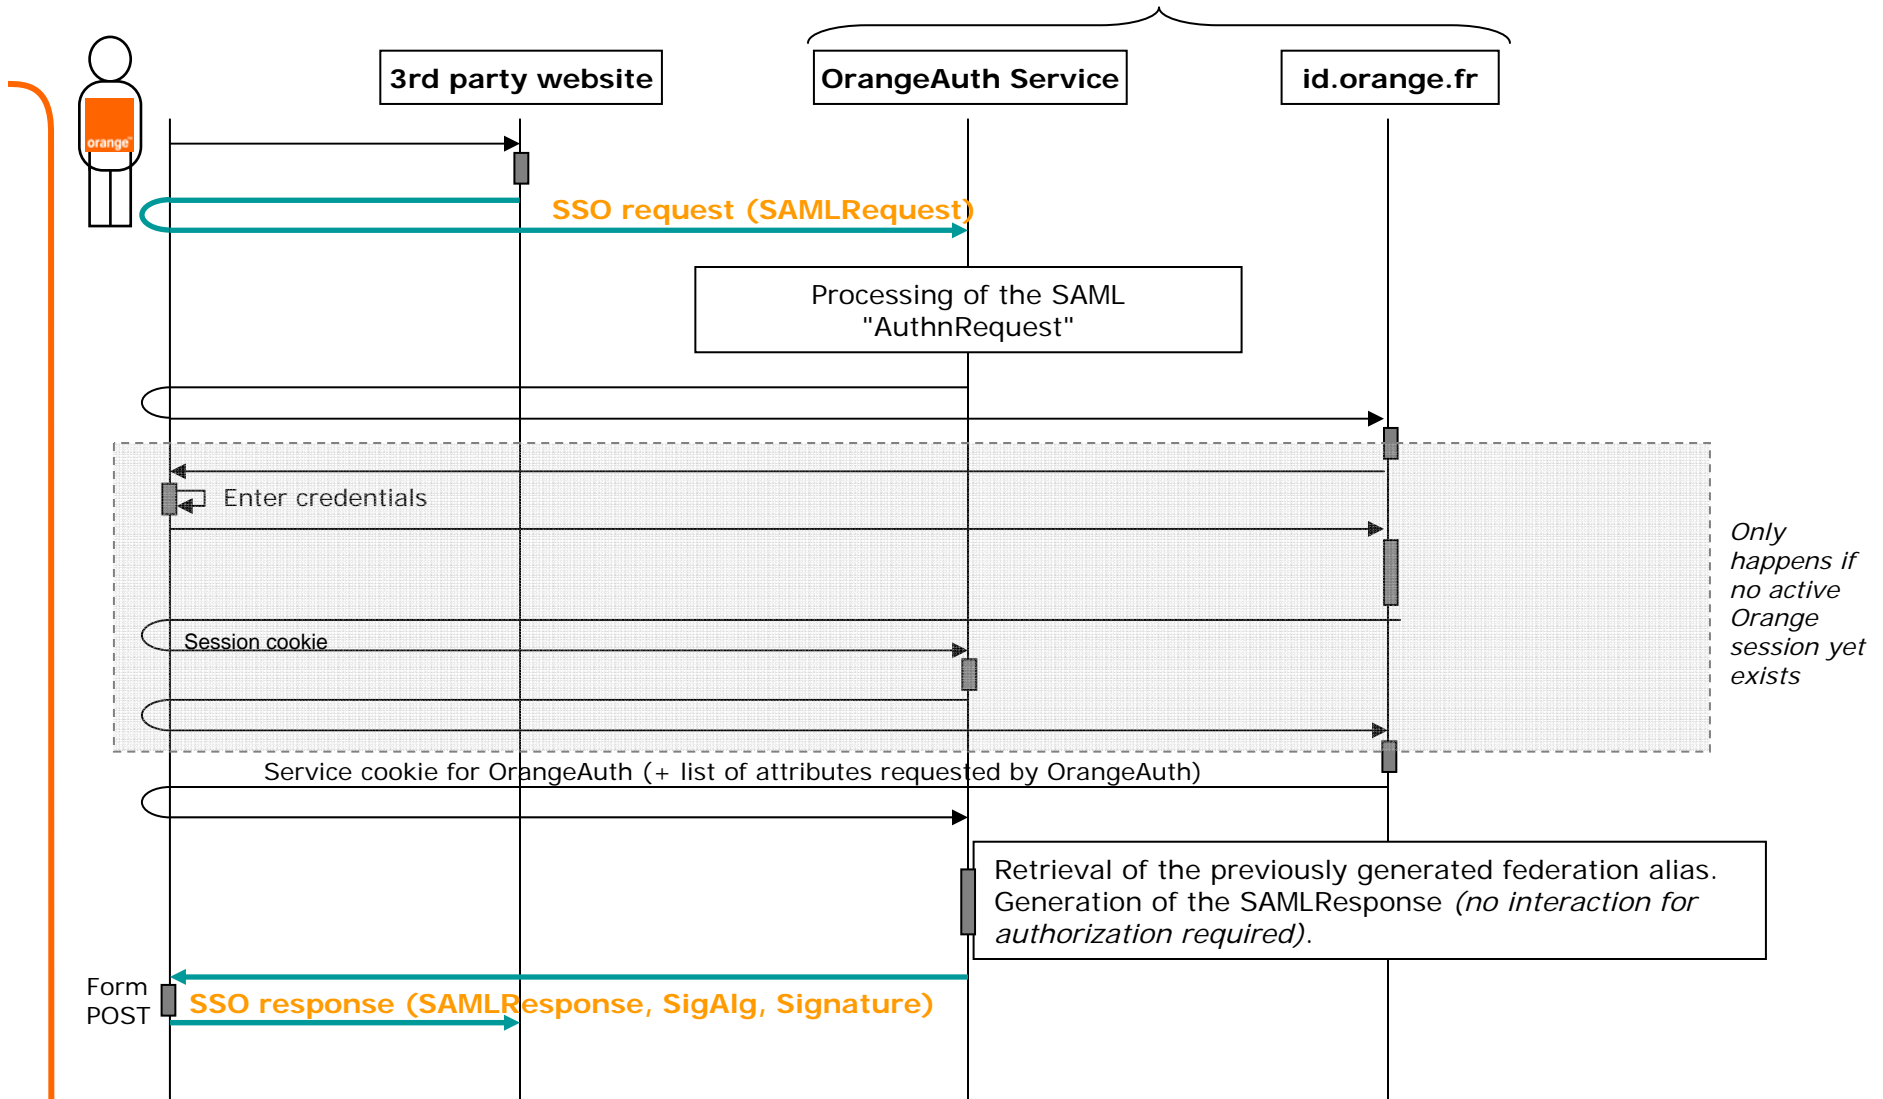 3rd party website
OrangeAuth Service
id.orange.fr
orange™
SSO request (SAMLRequest)
Processing of the SAML
"AuthnRequest"
Enter credentials
Only
happens if
no active
Orange
session yet
exists
Session cookie
Service cookie for OrangeAuth (+ list of attributes requested by OrangeAuth)
Retrieval of the previously generated federation alias.
Generation of the SAMLResponse (no interaction for
authorization required).
Form
POST
SSO response (SAMLResponse, SigAlg, Signature)